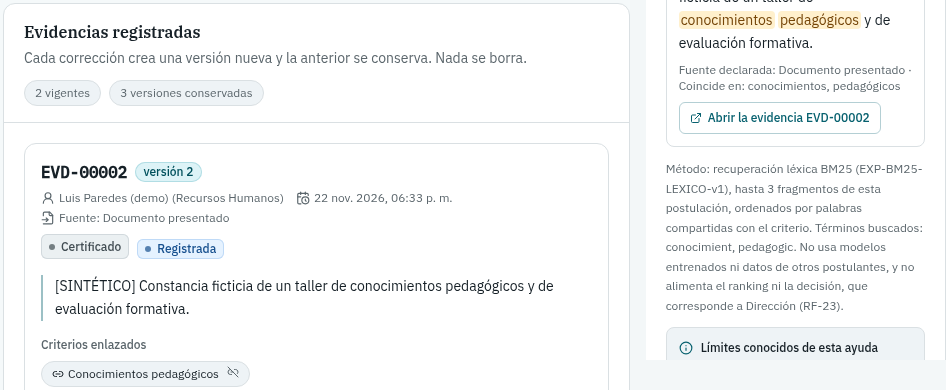 Evidencias registradas
Cada corrección crea una versión nueva y la anterior se conserva. Nada se borra.
2 vigentes
3 versiones conservadas
EVD-00002
versión 2
Luis Paredes (demo) (Recursos Humanos)
22 nov. 2026, 06:33 p. m.
Fuente: Documento presentado
Certificado
Registrada
[SINTÉTICO] Constancia ficticia de un taller de conocimientos pedagógicos y de
evaluación formativa.
Criterios enlazados
Conocimientos pedagógicos
conocimientos pedagógicos y de
evaluación formativa.
Fuente declarada: Documento presentado ·
Coincide en: conocimientos, pedagógicos
Abrir la evidencia EVD-00002
Método: recuperación léxica BM25 (EXP-BM25-
LEXICO-v1), hasta 3 fragmentos de esta
postulación, ordenados por palabras
compartidas con el criterio. Términos buscados:
conocimient, pedagogic. No usa modelos
entrenados ni datos de otros postulantes, y no
alimenta el ranking ni la decisión, que
corresponde a Dirección (RF-23).
Límites conocidos de esta ayuda